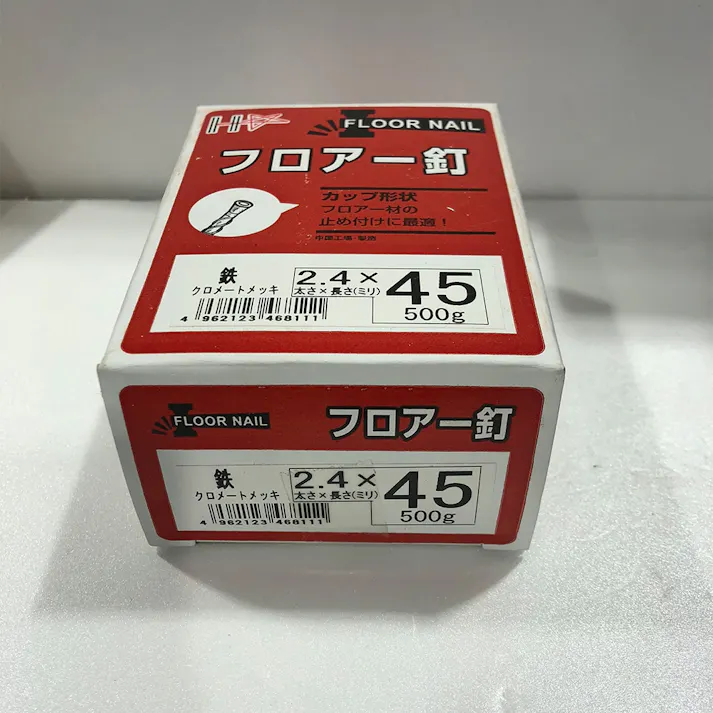 FLOOR NAIL
フロアー釘
カップ形状
フロアー材の
止め付けに最適!
鉄
クロメートメッキ
2.4×
太さ×長さ(ミリ)
45
500g
4 962123 468111
FLOOR NAIL
フロアー釘
鉄
クロメートメッキ
2.4×
太さ×長さ(ミリ)
45
500g
4 962123 468111